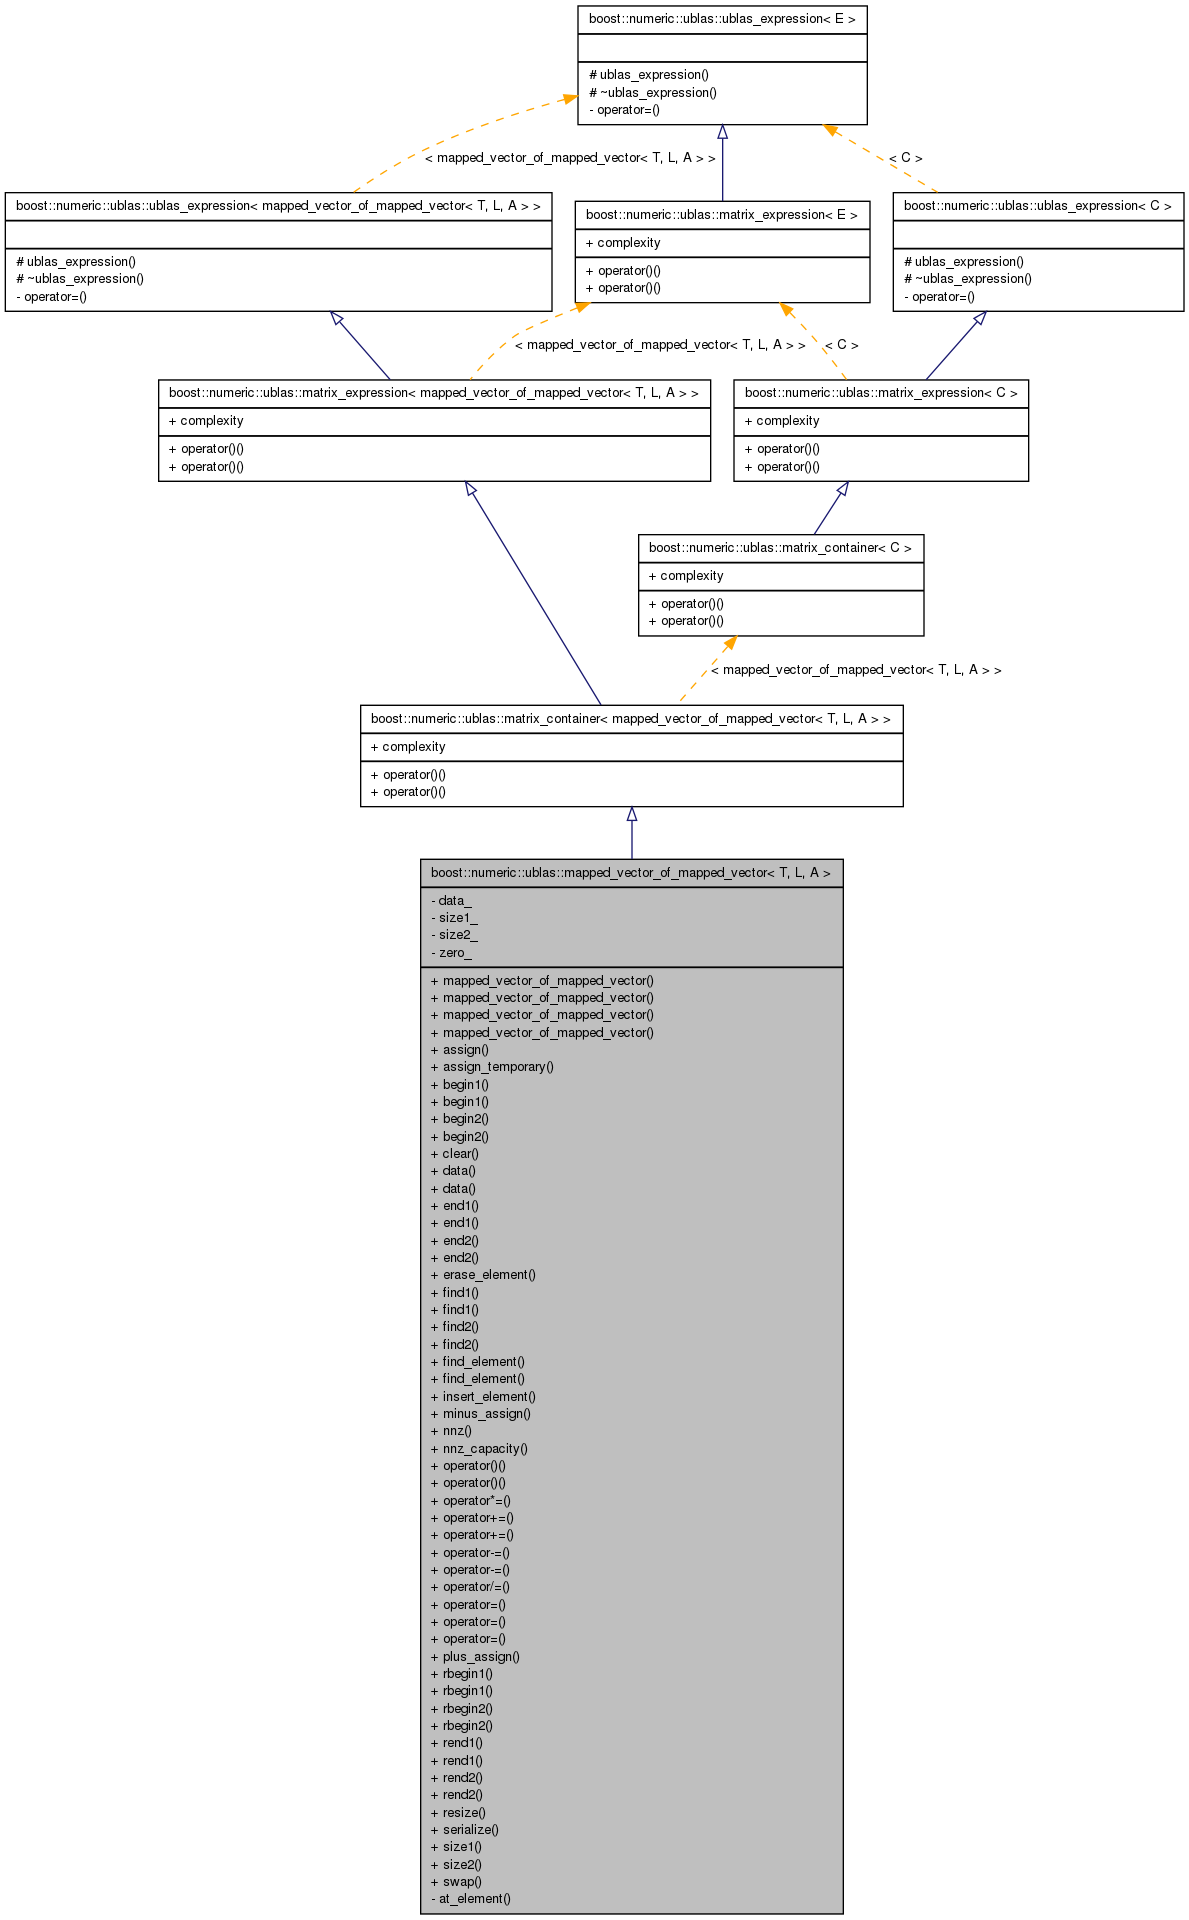 boost::numeric::ublas::ublas_expression< E >
# ublas_expression()
# ~ublas_expression()
- operator=()
< mapped_vector_of_mapped_vector< T, L, A > >
< C >
boost::numeric::ublas::ublas_expression< mapped_vector_of_mapped_vector< T, L, A > >
# ublas_expression()
# ~ublas_expression()
- operator=()
boost::numeric::ublas::matrix_expression< E >
+ complexity
+ operator()()
+ operator()()
boost::numeric::ublas::ublas_expression< C >
# ublas_expression()
# ~ublas_expression()
- operator=()
< mapped_vector_of_mapped_vector< T, L, A > >
< C >
boost::numeric::ublas::matrix_expression< mapped_vector_of_mapped_vector< T, L, A > >
+ complexity
+ operator()()
+ operator()()
boost::numeric::ublas::matrix_expression< C >
+ complexity
+ operator()()
+ operator()()
boost::numeric::ublas::matrix_container< C >
+ complexity
+ operator()()
+ operator()()
< mapped_vector_of_mapped_vector< T, L, A > >
boost::numeric::ublas::matrix_container< mapped_vector_of_mapped_vector< T, L, A > >
+ complexity
+ operator()()
+ operator()()
boost::numeric::ublas::mapped_vector_of_mapped_vector< T, L, A >
- data_
- size1_
- size2_
- zero_
+ mapped_vector_of_mapped_vector()
+ mapped_vector_of_mapped_vector()
+ mapped_vector_of_mapped_vector()
+ mapped_vector_of_mapped_vector()
+ assign()
+ assign_temporary()
+ begin1()
+ begin1()
+ begin2()
+ begin2()
+ clear()
+ data()
+ data()
+ end1()
+ end1()
+ end2()
+ end2()
+ erase_element()
+ find1()
+ find1()
+ find2()
+ find2()
+ find_element()
+ find_element()
+ insert_element()
+ minus_assign()
+ nnz()
+ nnz_capacity()
+ operator()()
+ operator()()
+ operator*=()
+ operator+=()
+ operator+=()
+ operator-=()
+ operator-=()
+ operator/=()
+ operator=()
+ operator=()
+ operator=()
+ plus_assign()
+ rbegin1()
+ rbegin1()
+ rbegin2()
+ rbegin2()
+ rend1()
+ rend1()
+ rend2()
+ rend2()
+ resize()
+ serialize()
+ size1()
+ size2()
+ swap()
- at_element()